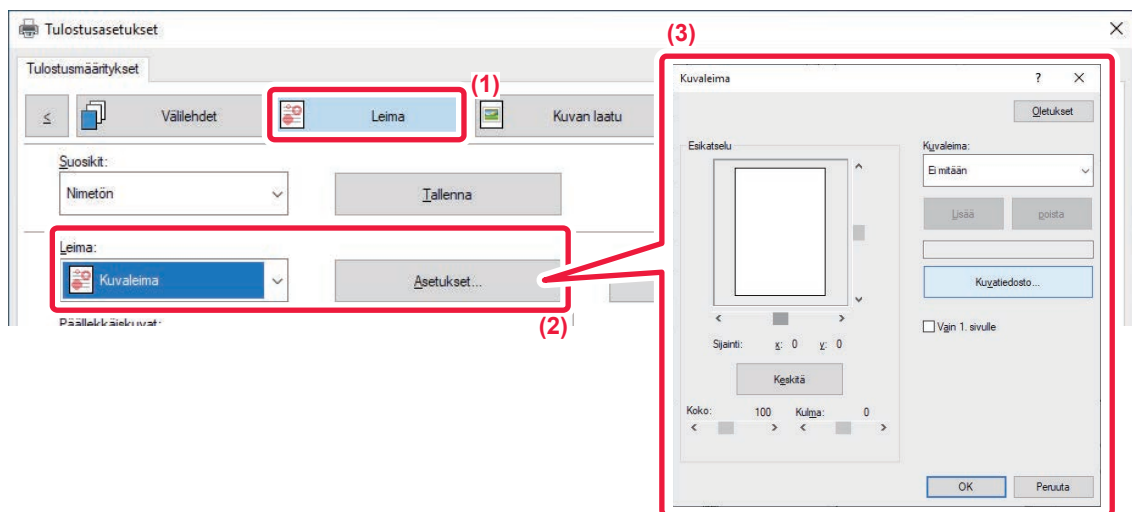 Tulostusasetukset
Tulostusmääritykset
(1)
<
Välilehdet
Leima
Kuvan laatu
Suosikit:
Nimetön
Tallenna
Leima:
Kuvaleima
Asetukset...
(2)
Päällekkäiskuvat:
(3)
Kuvaleima
?
Oletukset
Esikatselu
Kuvaleima:
Ei mitään
Lisää
poista
Kuvatiedosto...
Vain 1. sivulle
Sijainti: x: 0 y: 0
Keskitä
Koko: 100 Kulma: 0
OK
Peruuta